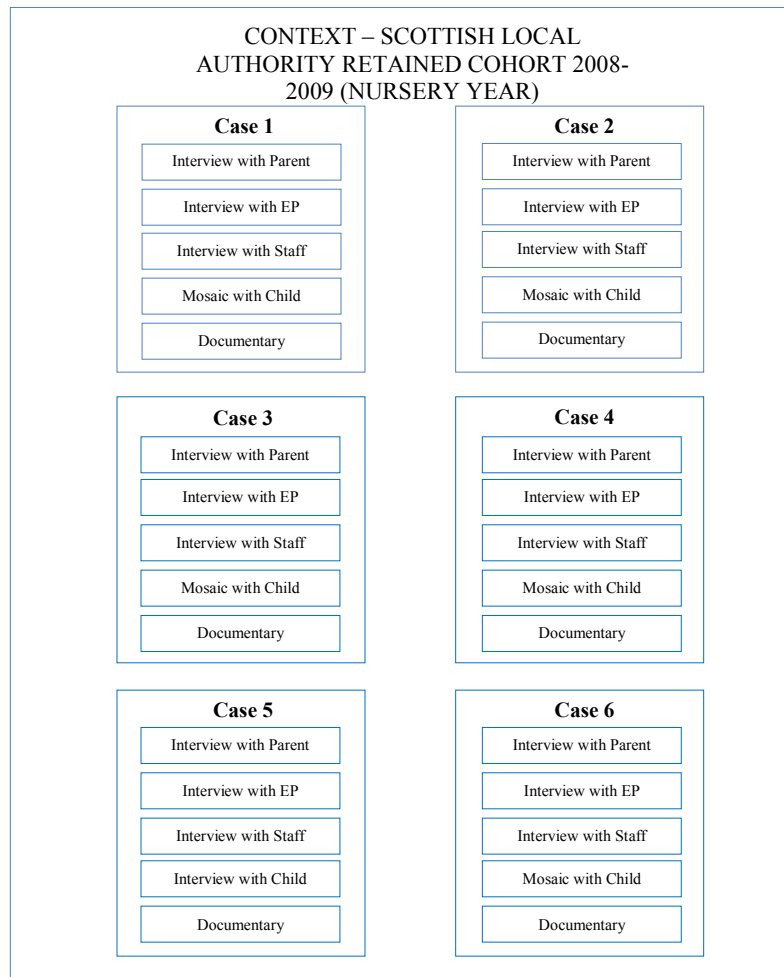 CONTEXT – SCOTTISH LOCAL
AUTHORITY RETAINED COHORT 2008-
2009 (NURSERY YEAR)
Case 1
Interview with Parent
Interview with EP
Interview with Staff
Mosaic with Child
Documentary
Case 2
Interview with Parent
Interview with EP
Interview with Staff
Mosaic with Child
Documentary
Case 3
Interview with Parent
Interview with EP
Interview with Staff
Mosaic with Child
Documentary
Case 4
Interview with Parent
Interview with EP
Interview with Staff
Mosaic with Child
Documentary
Case 5
Interview with Parent
Interview with EP
Interview with Staff
Interview with Child
Documentary
Case 6
Interview with Parent
Interview with EP
Interview with Staff
Mosaic with Child
Documentary